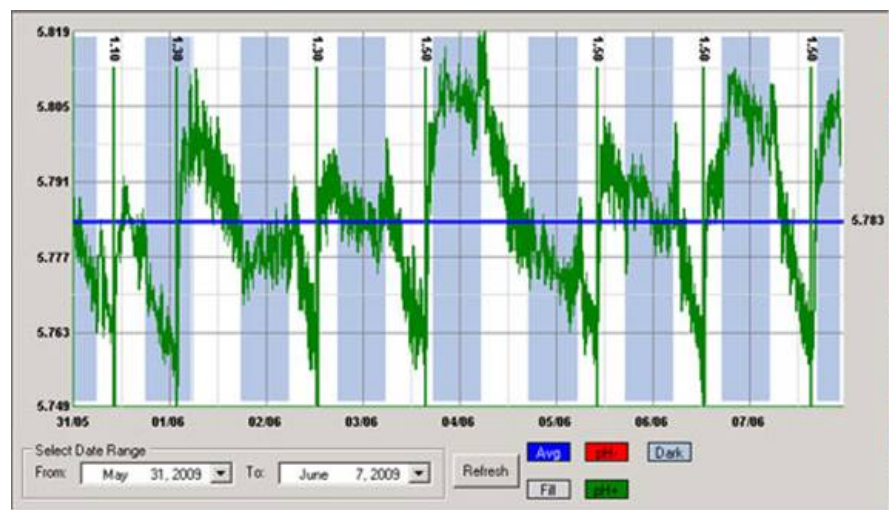 5.819
1.10
1.30
1.30
1.50
1.50
1.50
1.50
5.805
5.791
5.783
5.777
5.763
5.749
31/05 01/06 02/06 03/06 04/06 05/06 06/06 07/06
Select Date Range
From: May 31, 2009 To: June 7, 2009 Refresh
Avg pH- Dark
Fill pH+